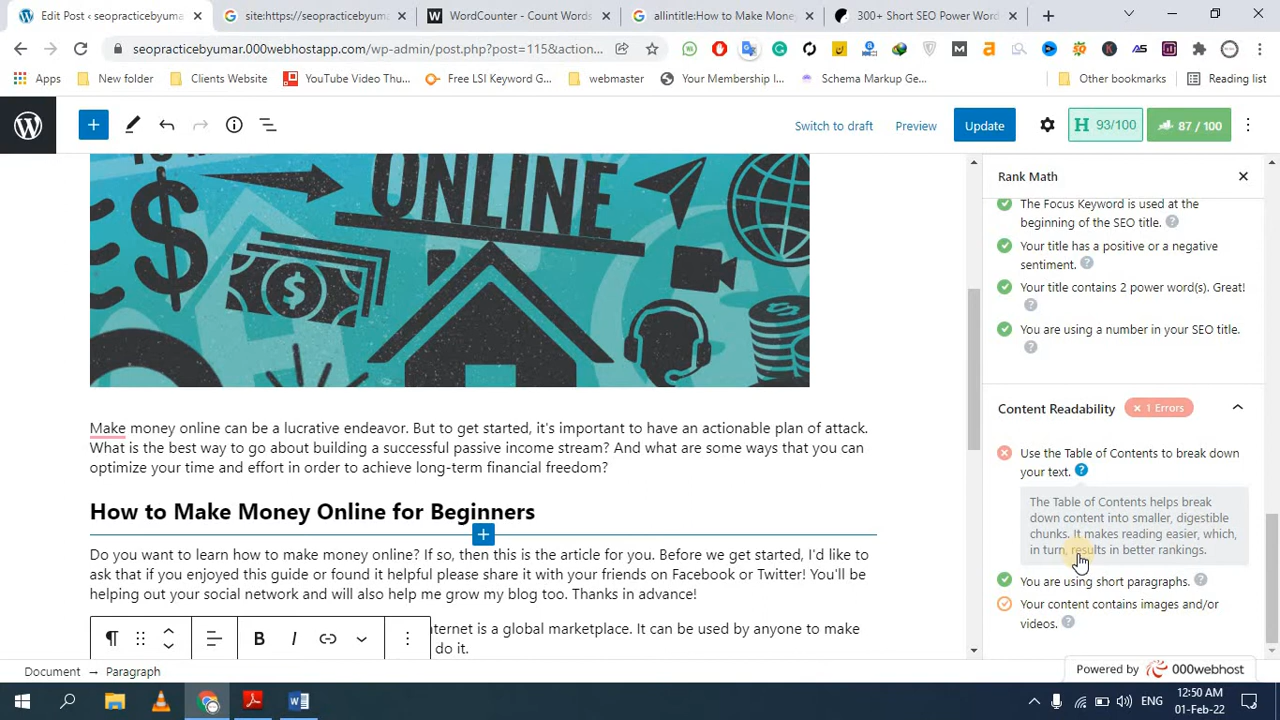 Edit Post ‹ seopracticebyumar.
site:https://seopracticebyumar.
WordCounter - Count Words
allintitle:How to Make Money
300+ Short SEO Power Word
seopracticebyumar.000webhostapp.com/wp-admin/post.php?post=115&action...
Apps
New folder
Clients Website
YouTube Video Thu...
Free LSI Keyword G...
webmaster
Your Membership I...
Schema Markup Ge...
Other bookmarks
Reading list
Switch to draft
Preview
Update
H 93/100
87 / 100
ONLINE
Make money online can be a lucrative endeavor. But to get started, it's important to have an actionable plan of attack.
What is the best way to go about building a successful passive income stream? And what are some ways that you can
optimize your time and effort in order to achieve long-term financial freedom?
How to Make Money Online for Beginners
Do you want to learn how to make money online? If so, then this is the article for you. Before we get started, I'd like to
ask that if you enjoyed this guide or found it helpful please share it with your friends on Facebook or Twitter! You'll be
helping out your social network and will also help me grow my blog too. Thanks in advance!
B I
ternet is a global marketplace. It can be used by anyone to make
do it.
Rank Math
The Focus Keyword is used at the
beginning of the SEO title.
Your title has a positive or a negative
sentiment.
Your title contains 2 power word(s). Great!
You are using a number in your SEO title.
Content Readability
× 1 Errors
Use the Table of Contents to break down
your text.
The Table of Contents helps break
down content into smaller, digestible
chunks. It makes reading easier, which,
in turn, results in better rankings.
You are using short paragraphs.
Your content contains images and/or
videos.
Document → Paragraph
Powered by 000webhost
ENG
12:50 AM
01-Feb-22